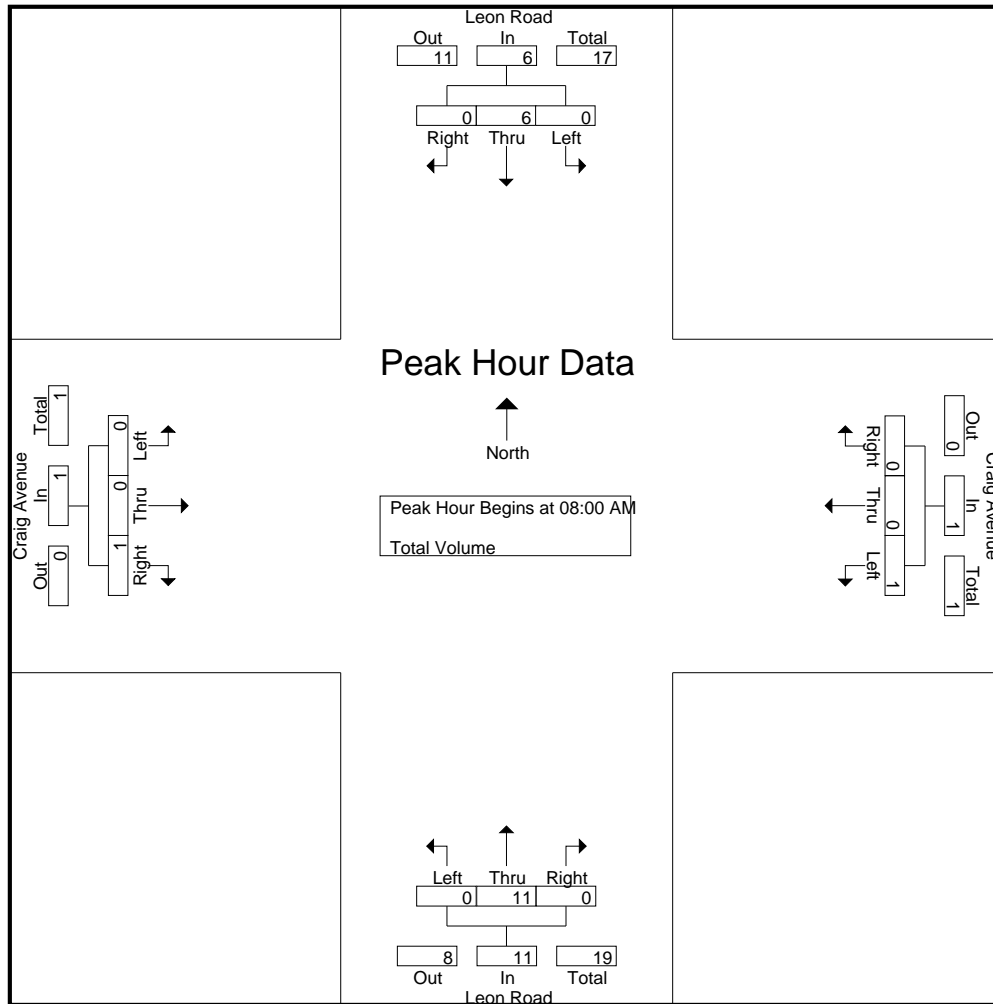 Leon Road
Out In Total
11 6 17
0 6 0
Right Thru Left
Peak Hour Data
North
Peak Hour Begins at 08:00 AM
Total Volume
Craig Avenue
Out In Total
0 1 1
Right Thru Left
1 0 0
Craig Avenue
Out In Total
0 1 1
Right Thru Left
0 0 1
Left Thru Right
0 11 0
8 11 19
Out In Total
Leon Road